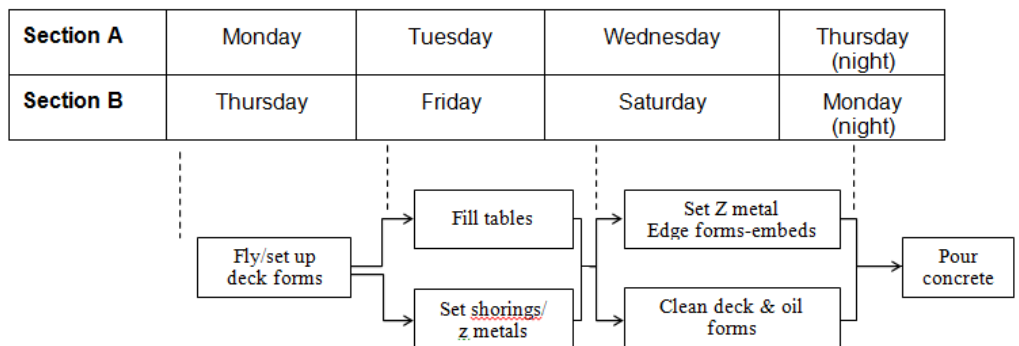 Section A Monday Tuesday Wednesday Thursday
(night)
Section B Thursday Friday Saturday Monday
(night)
Fly/set up
deck forms
Fill tables
Set shorings/
z metals
Set Z metal
Edge forms-embeds
Clean deck & oil
forms
Pour
concrete